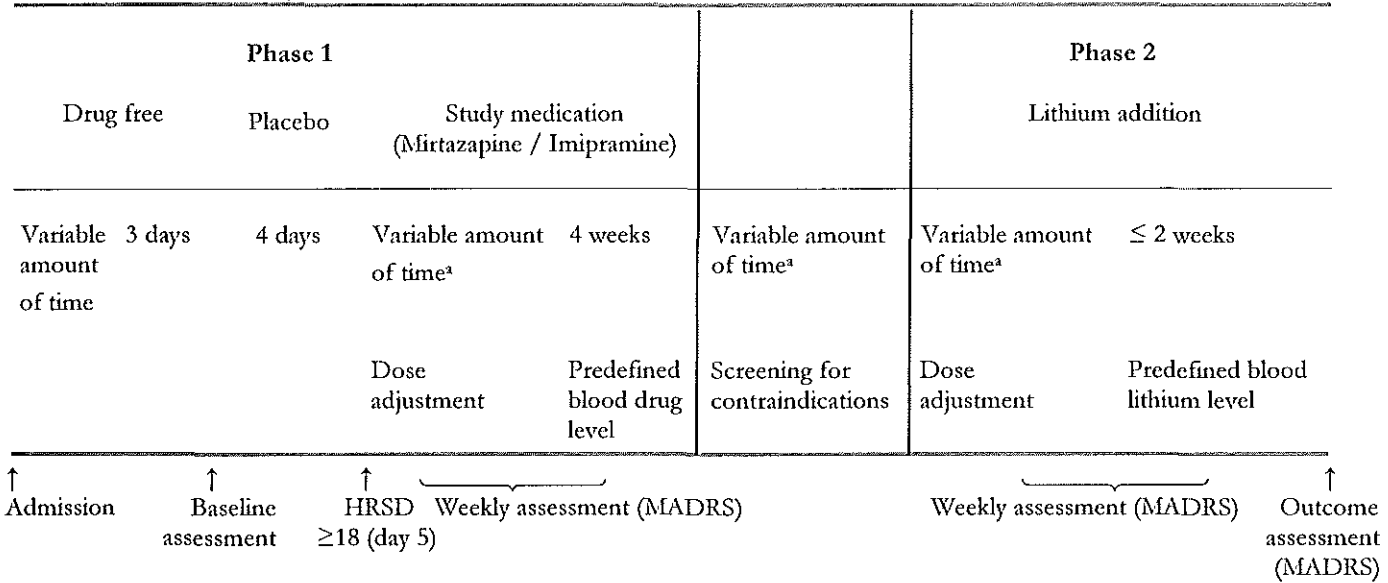 Phase 1
Phase 2
Drug free
Placebo
Study medication
(Mirtazapine / Imipramine)
Lithium addition
Variable
amount
of time
3 days
4 days
Variable amount
of timeᵃ
4 weeks
Variable amount
of timeᵃ
Variable amount
of timeᵃ
≤ 2 weeks
Dose
adjustment
Predefined
blood drug
level
Screening for
contraindications
Dose
adjustment
Predefined blood
lithium level
Admission
Baseline
assessment
HRSD
≥18 (day 5)
Weekly assessment (MADRS)
Weekly assessment (MADRS)
Outcome
assessment
(MADRS)